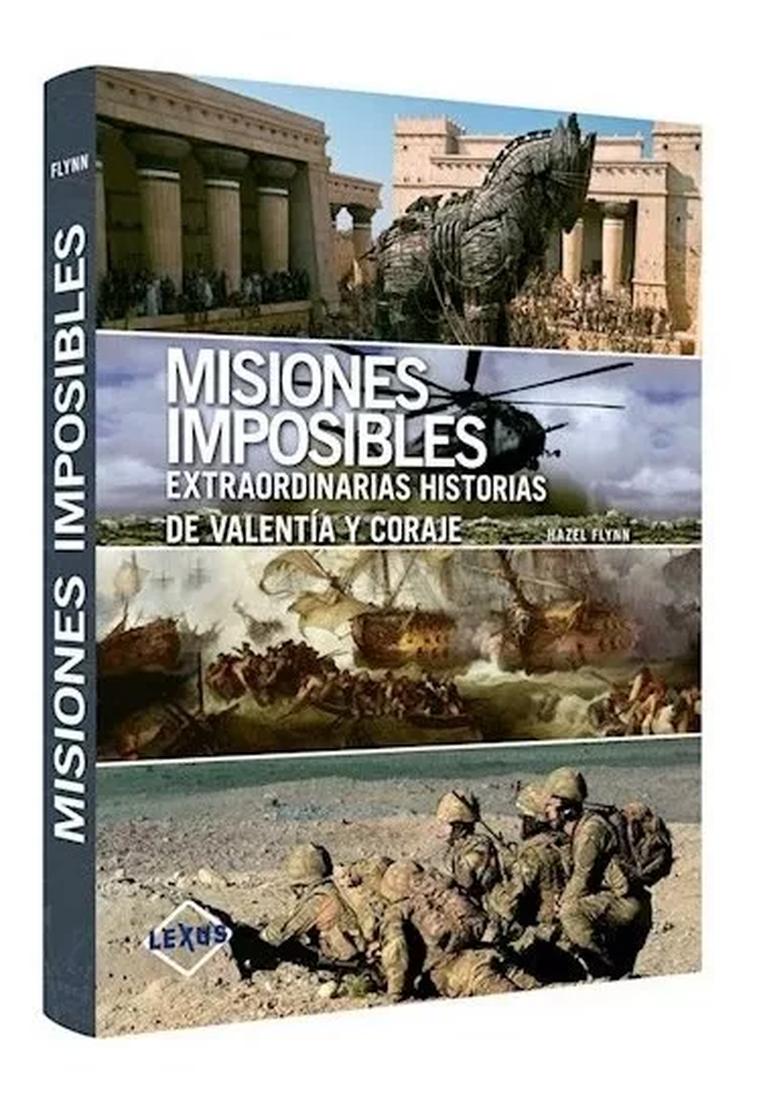 FLYNN
MISIONES IMPOSIBLES
MISIONES
IMPOSIBLES
EXTRAORDINARIAS HISTORIAS
DE VALENTÍA Y CORAJE
HAZEL FLYNN
LEXUS